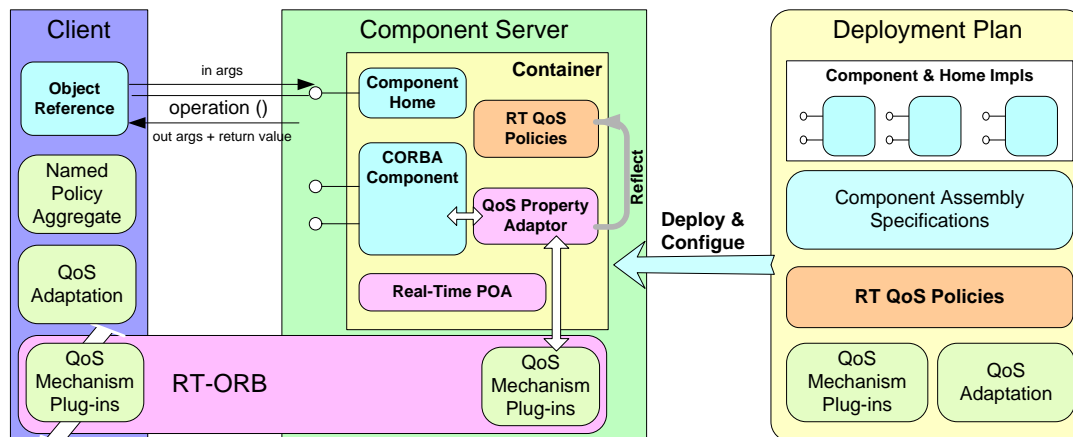 Client
Object
Reference
Named
Policy
Aggregate
QoS
Adaptation
QoS
Mechanism
Plug-ins
RT-ORB
in args
operation ()
out args + return value
Component Server
Container
Component
Home
RT QoS
Policies
CORBA
Component
QoS Property
Adaptor
Reflect
Real-Time POA
QoS
Mechanism
Plug-ins
Deploy &
Configue
Deployment Plan
Component & Home Impls
Component Assembly
Specifications
RT QoS Policies
QoS
Mechanism
Plug-ins
QoS
Adaptation